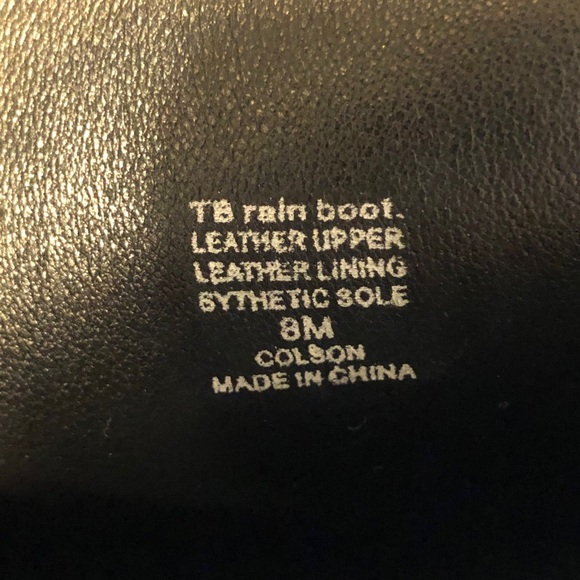 TB rain boot.
LEATHER UPPER
LEATHER LINING
SYTHETIC SOLE
8M
COLSON
MADE IN CHINA